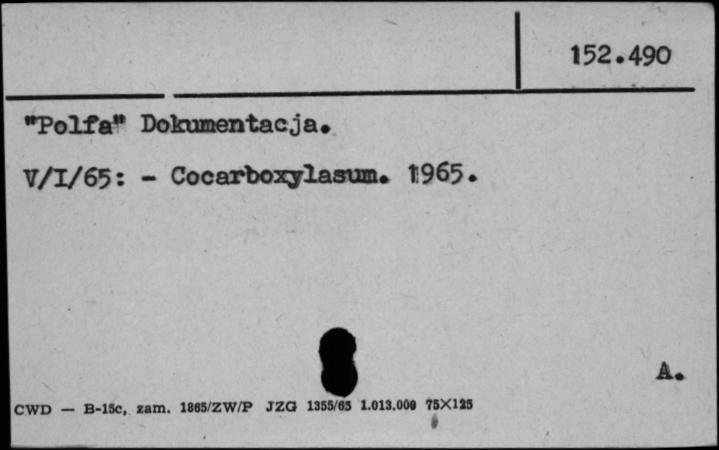 152.490
"Polfa" Dokumentacja.
V/I/65: - Cocarboxylasum. 1965.
A.
CWD — B-15c, zam. 1865/ZW/P JZG 1355/65 1.013.000 75X125